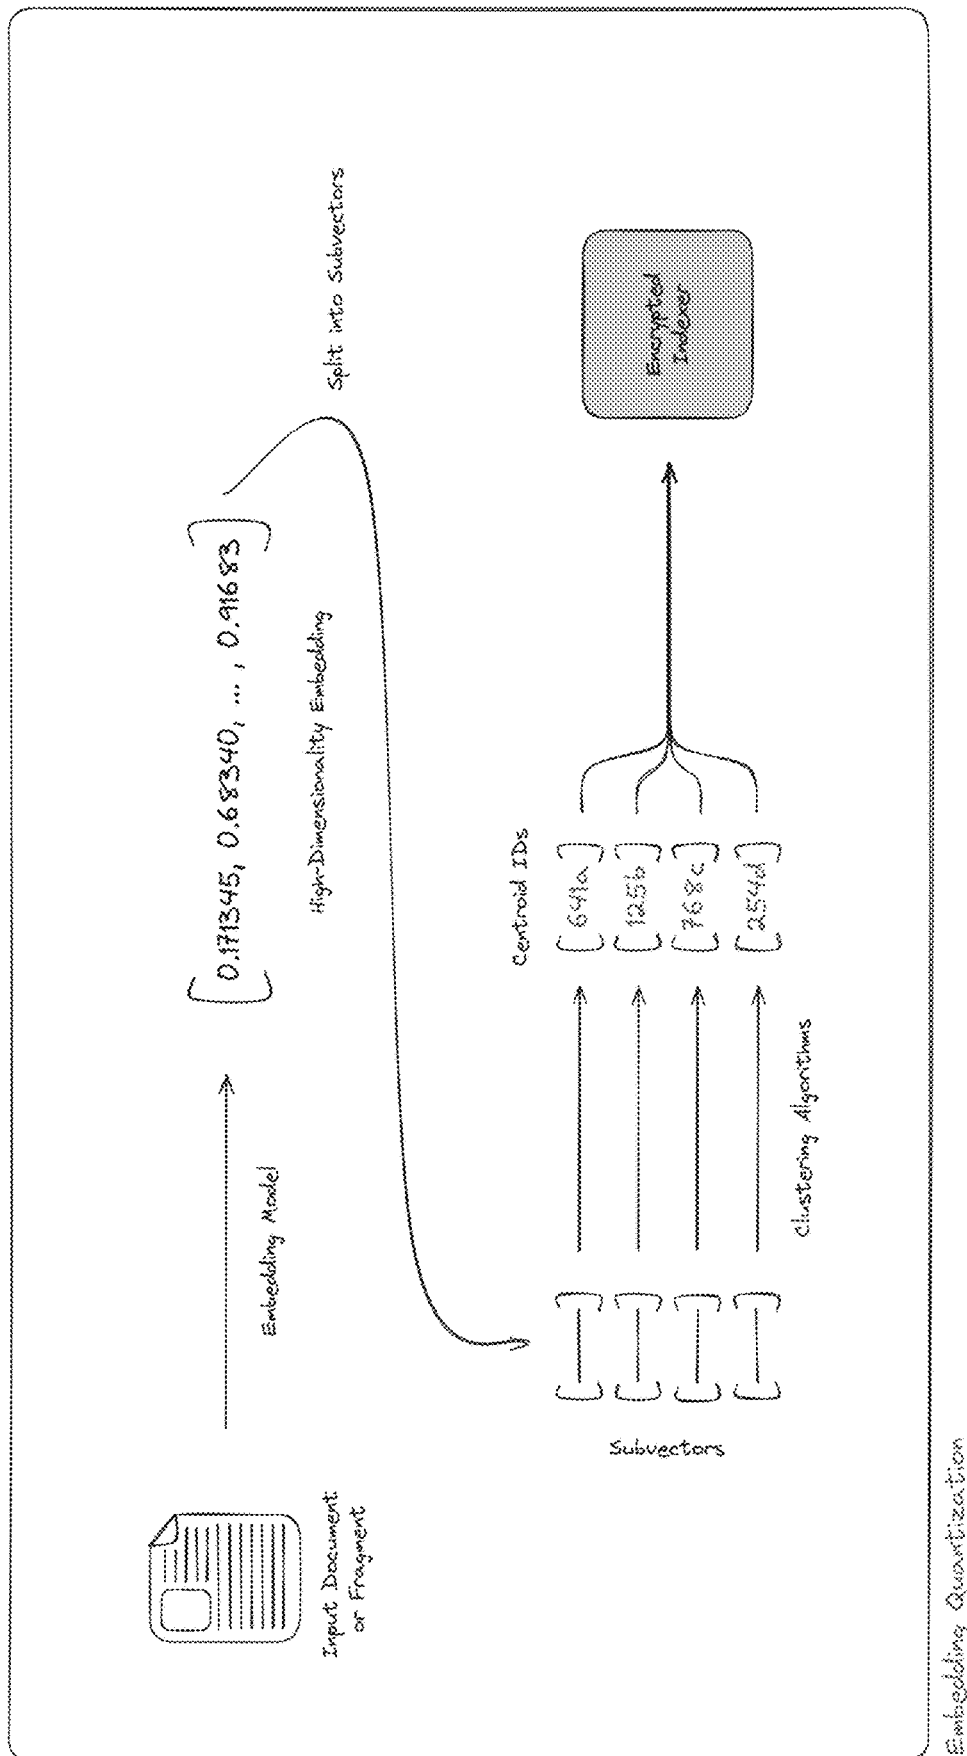 Input Document
or Fragment
Embedding Model
[0.171345, 0.68340, ... , 0.91683]
High-Dimensionality Embedding
Split into Subvectors
Subvectors
Clustering Algorithms
Centroid IDs
[641a]
[125b]
[768c]
[254d]
Encrypted
Indexer
Embedding Quantization